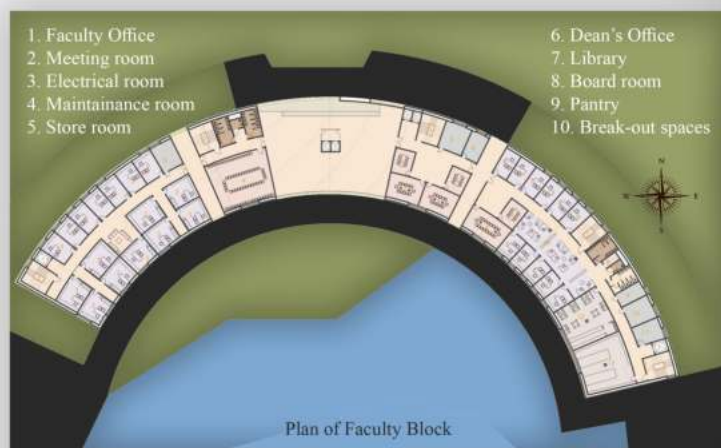 1. Faculty Office
2. Meeting room
3. Electrical room
4. Maintainance room
5. Store room
6. Dean's Office
7. Library
8. Board room
9. Pantry
10. Break-out spaces
N
E
S
Plan of Faculty Block